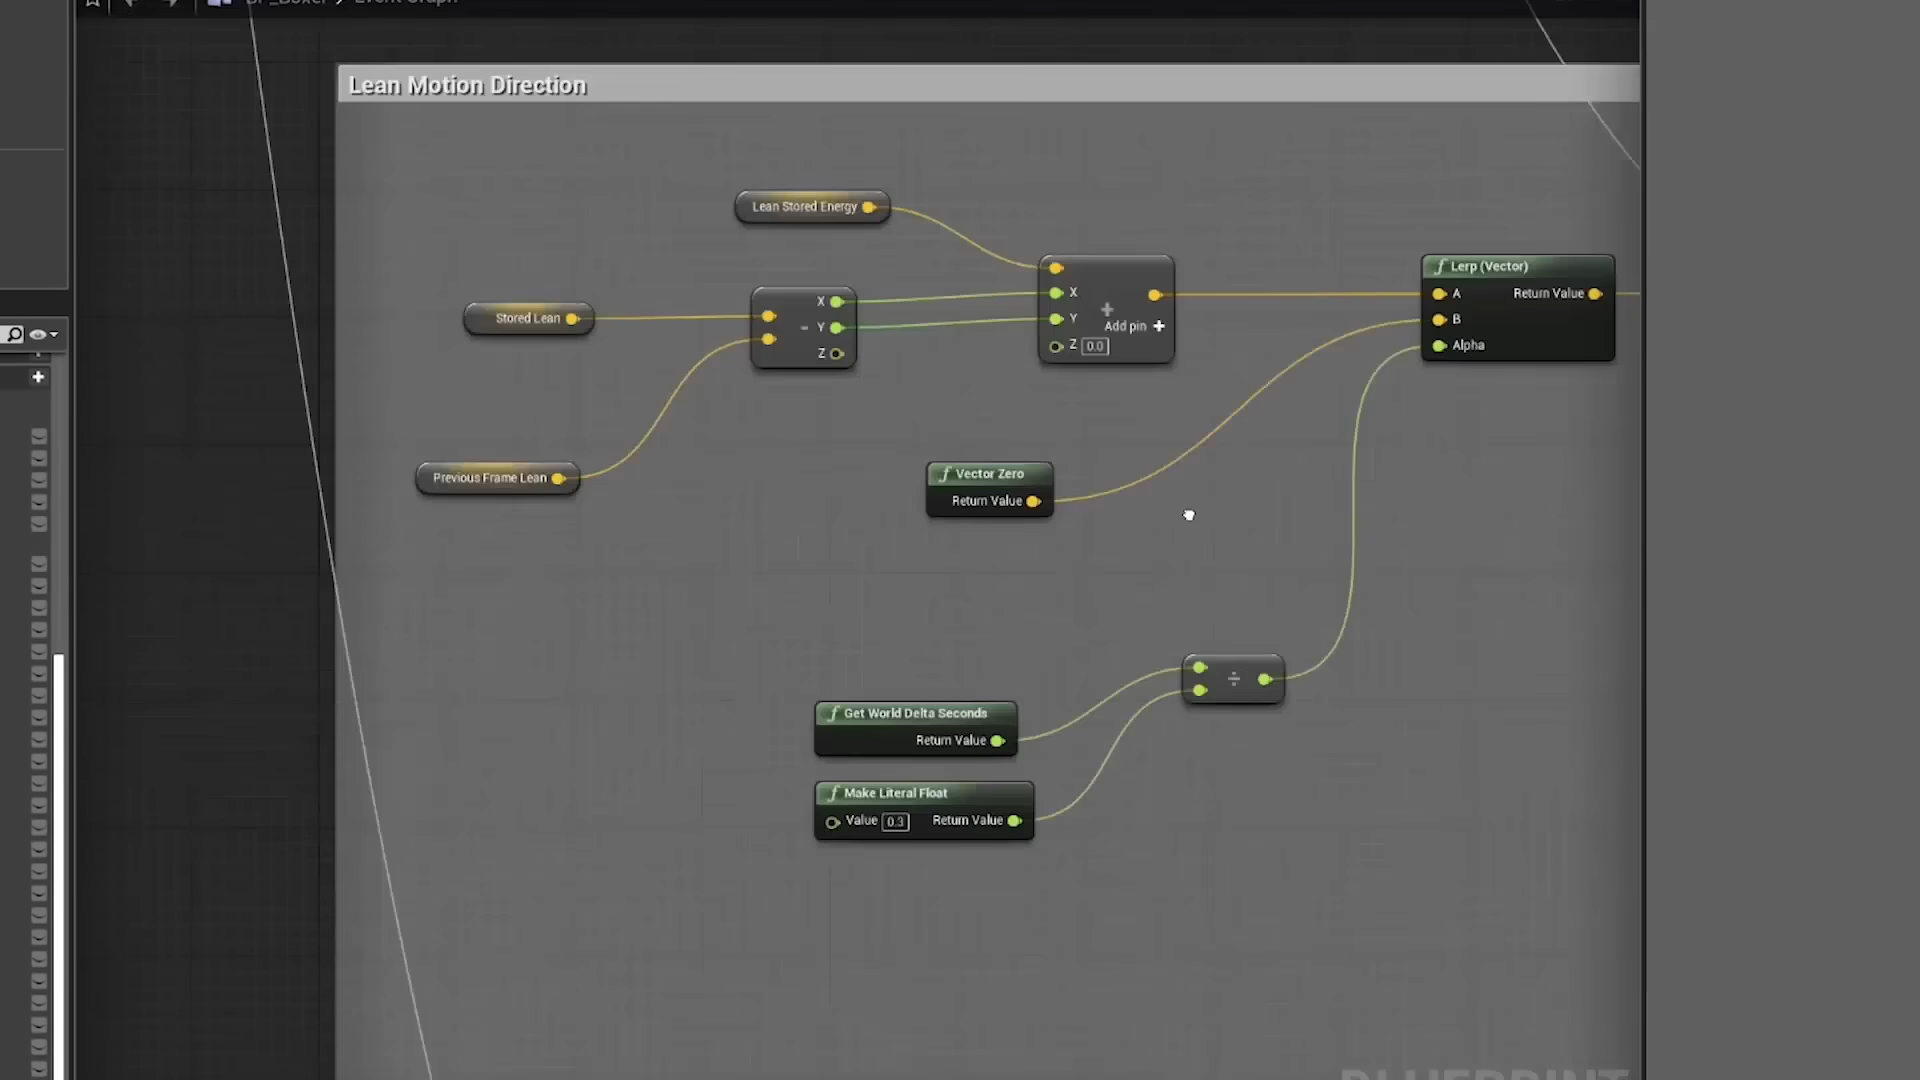 Lean Motion Direction
Lean Stored Energy
Lerp (Vector)
X
X
A Return Value
Stored Lean
Y
Y
Add pin
B
Z
Z 0.0
Alpha
Previous Frame Lean
Vector Zero
Return Value
Get World Delta Seconds
Return Value
Make Literal Float
Value 0.3 Return Value